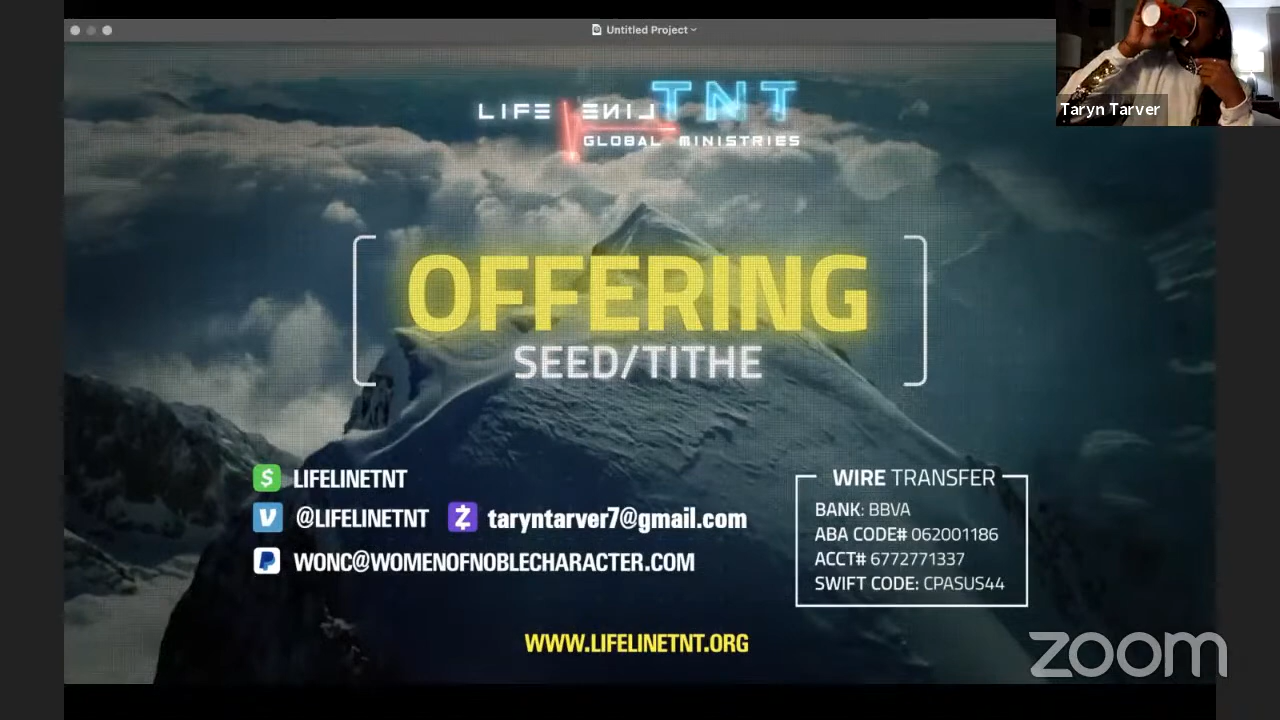 Untitled Project
Taryn Tarver
LIFE LINE TNT
GLOBAL MINISTRIES
OFFERING
SEED/TITHE
LIFELINETNT
@LIFELINETNT taryntarver7@gmail.com
WONC@WOMENOFNOBLECHARACTER.COM
WIRE TRANSFER
BANK: BBVA
ABA CODE# 062001186
ACCT# 6772771337
SWIFT CODE: CPASUS44
WWW.LIFELINETNT.ORG
zoom